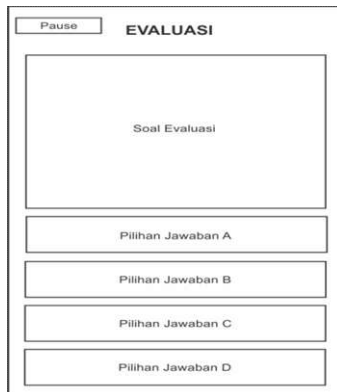 Pause
EVALUASI
Soal Evaluasi
Pilihan Jawaban A
Pilihan Jawaban B
Pilihan Jawaban C
Pilihan Jawaban D